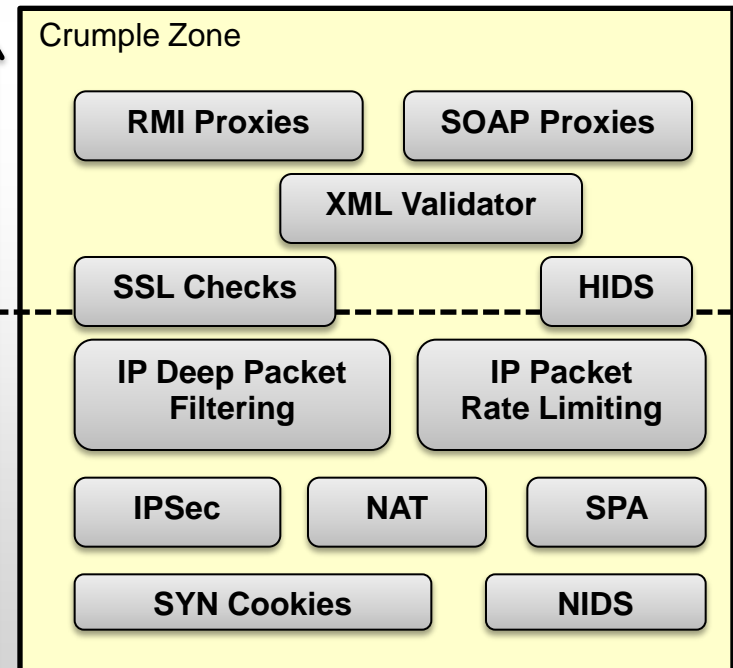 Crumple Zone
RMI Proxies
SOAP Proxies
XML Validator
SSL Checks
HIDS
IP Deep Packet
Filtering
IP Packet
Rate Limiting
IPSec
NAT
SPA
SYN Cookies
NIDS